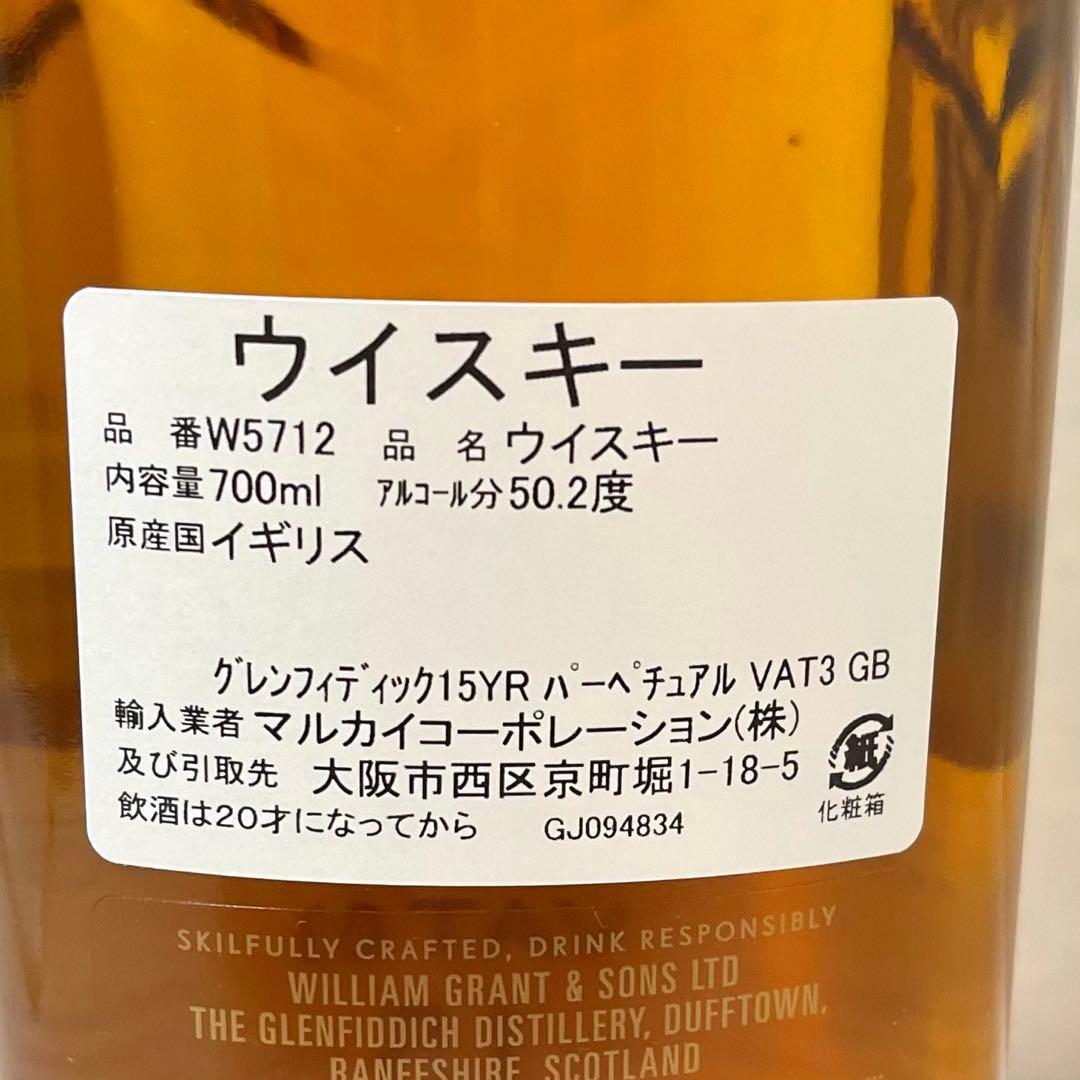 ウイスキー
品 番W5712 品 名 ウイスキー
内容量700ml ｱﾙｺｰﾙ分50.2度
原産国イギリス
ｸﾞﾚﾝﾌｨﾃﾞｨｯｸ15YR ﾊﾟｰﾍﾟﾁｭｱﾙ VAT3 GB
輸入業者 マルカイコーポレーション(株)
及び引取先 大阪市西区京町堀1-18-5
紙
飲酒は20才になってから GJ094834
化粧箱
SKILFULLY CRAFTED, DRINK RESPONSIBLY
WILLIAM GRANT & SONS LTD
THE GLENFIDDICH DISTILLERY, DUFFTOWN,
BANFFSHIRE, SCOTLAND